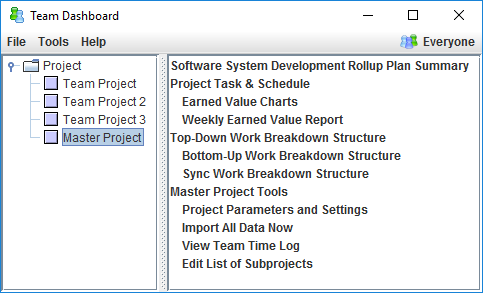 Team Dashboard
File Tools Help Everyone
Project
Team Project
Team Project 2
Team Project 3
Master Project
Software System Development Rollup Plan Summary
Project Task & Schedule
Earned Value Charts
Weekly Earned Value Report
Top-Down Work Breakdown Structure
Bottom-Up Work Breakdown Structure
Sync Work Breakdown Structure
Master Project Tools
Project Parameters and Settings
Import All Data Now
View Team Time Log
Edit List of Subprojects